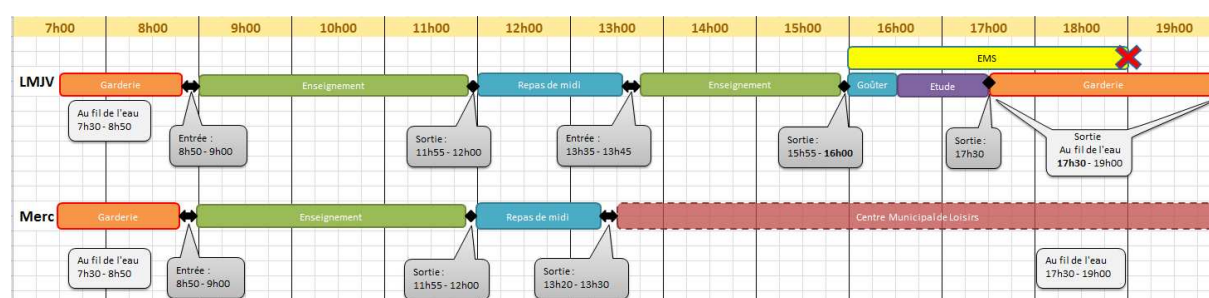 7h00 8h00 9h00 10h00 11h00 12h00 13h00 14h00 15h00 16h00 17h00 18h00 19h00
EMS
LMJV Garderie Enseignement Repas de midi Enseignement Goûter Etude Garderie
Au fil de l'eau
7h30 - 8h50
Entrée :
8h50 - 9h00
Sortie :
11h55 - 12h00
Entrée :
13h35 - 13h45
Sortie :
15h55 - 16h00
Sortie :
17h30
Sortie
Au fil de l'eau
17h30 - 19h00
Merc Garderie Enseignement Repas de midi Centre Municipal de Loisirs
Au fil de l'eau
7h30 - 8h50
Entrée :
8h50 - 9h00
Sortie :
11h55 - 12h00
Sortie :
13h20 - 13h30
Au fil de l'eau
17h30 - 19h00